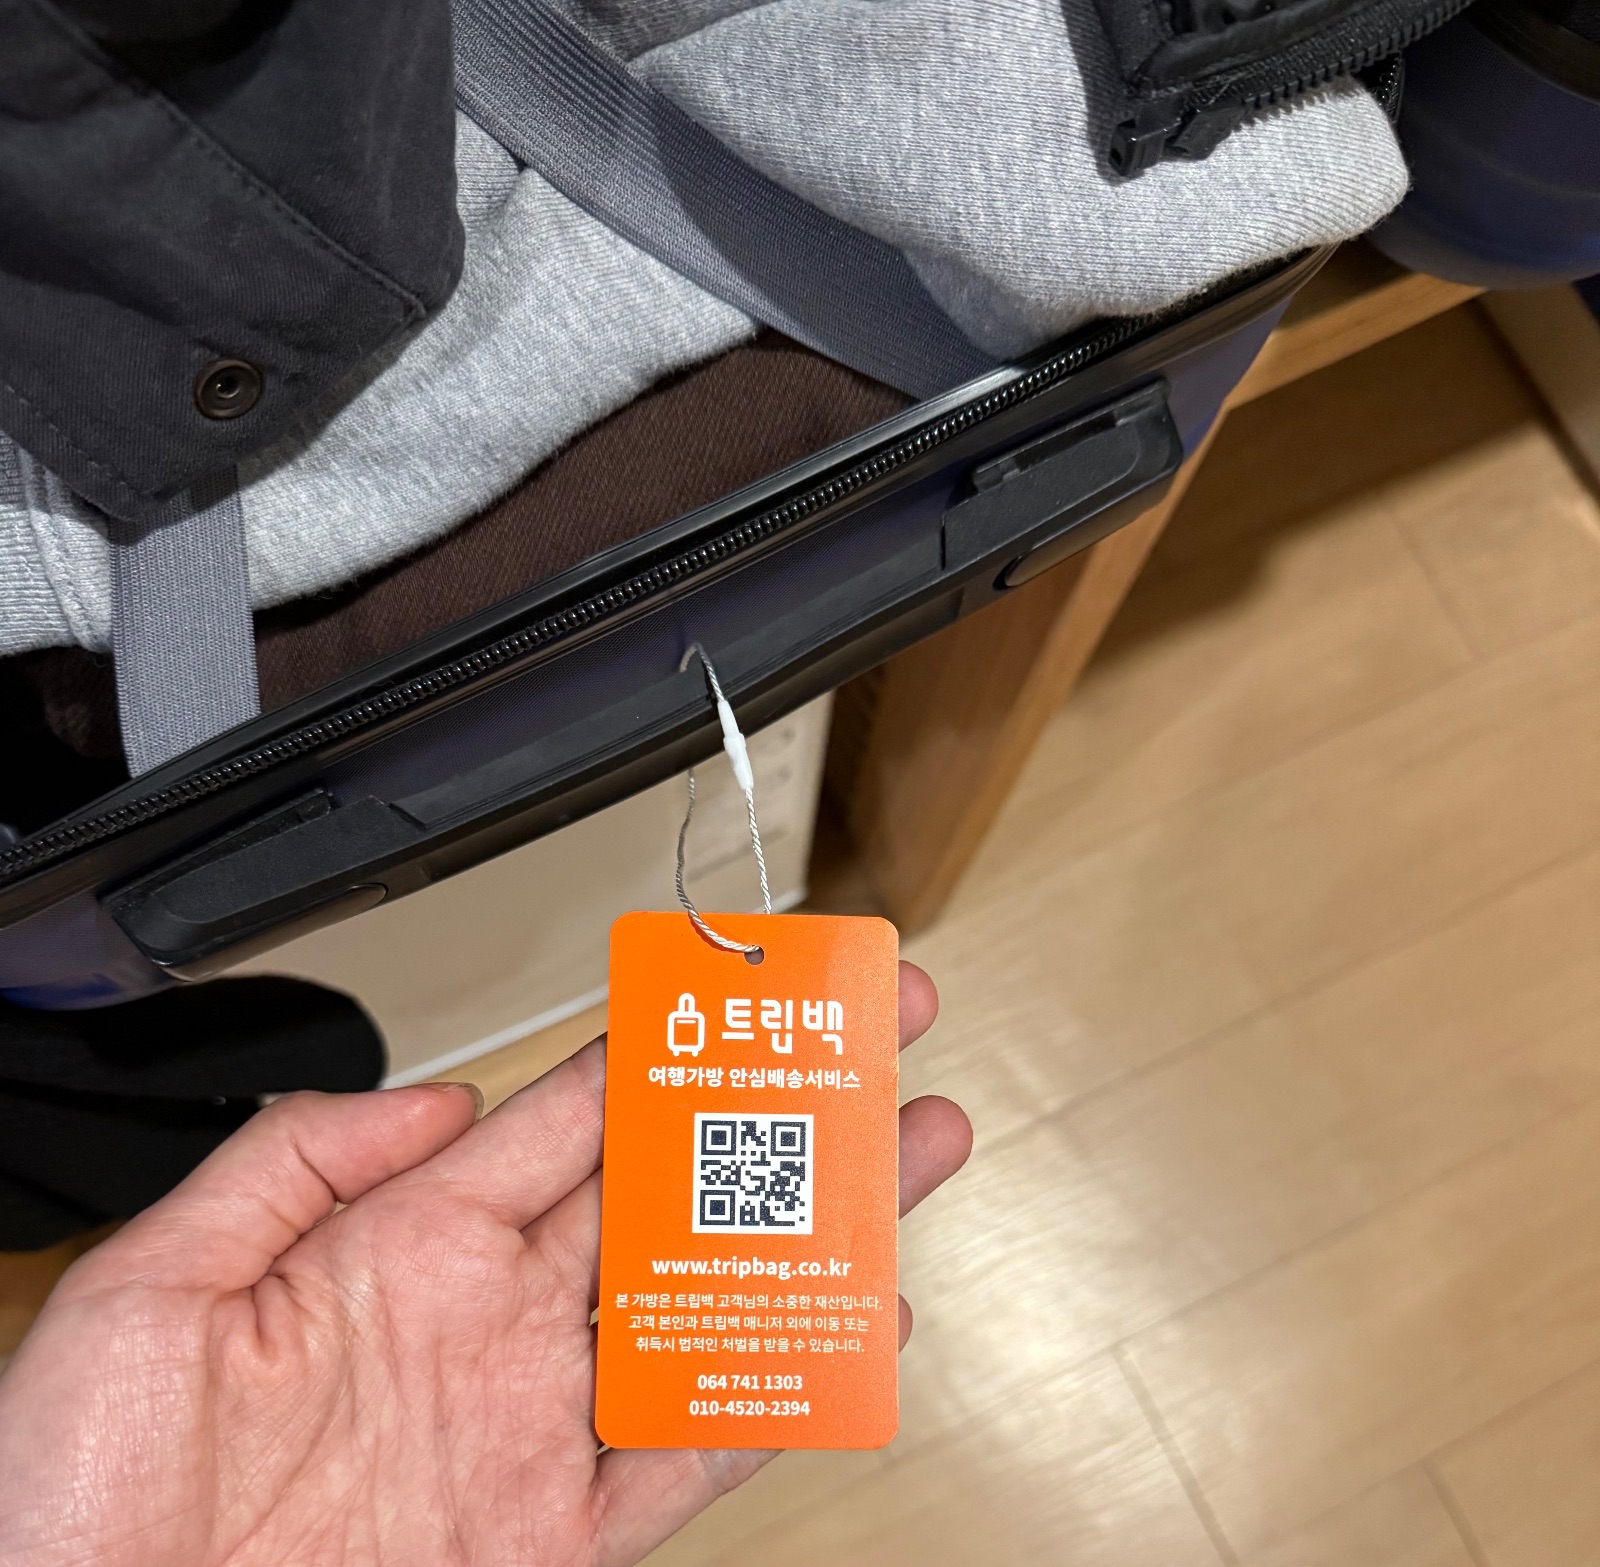 트립백
여행가방 안심배송서비스
www.tripbag.co.kr
본 가방은 트립백 고객님의 소중한 재산입니다.
고객 본인과 트립백 매니저 외에 이동 또는
취득시 법적인 처벌을 받을 수 있습니다.
064 741 1303
010-4520-2394